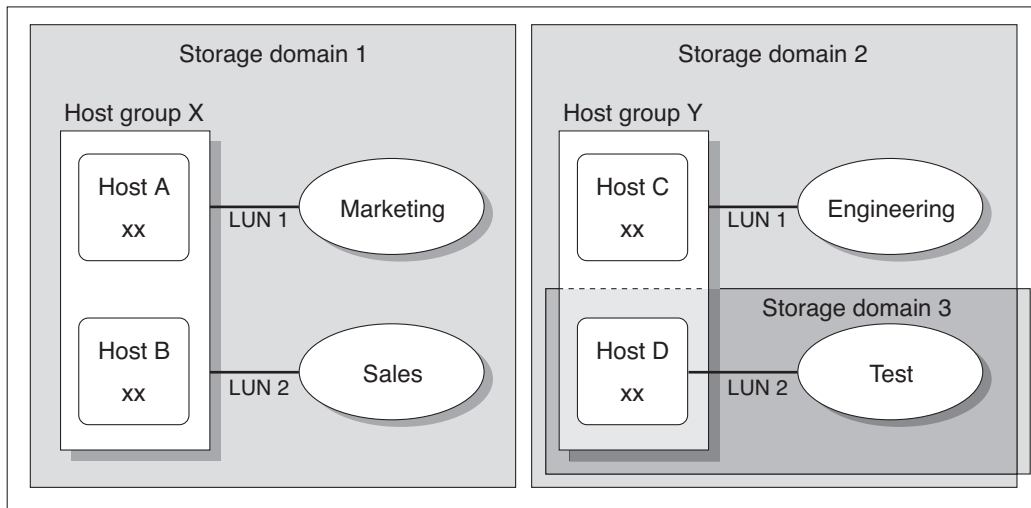 Storage domain 1
Host group X
Host A
xx
LUN 1
Marketing
Host B
xx
LUN 2
Sales
Storage domain 2
Host group Y
Host C
xx
LUN 1
Engineering
Storage domain 3
Host D
xx
LUN 2
Test